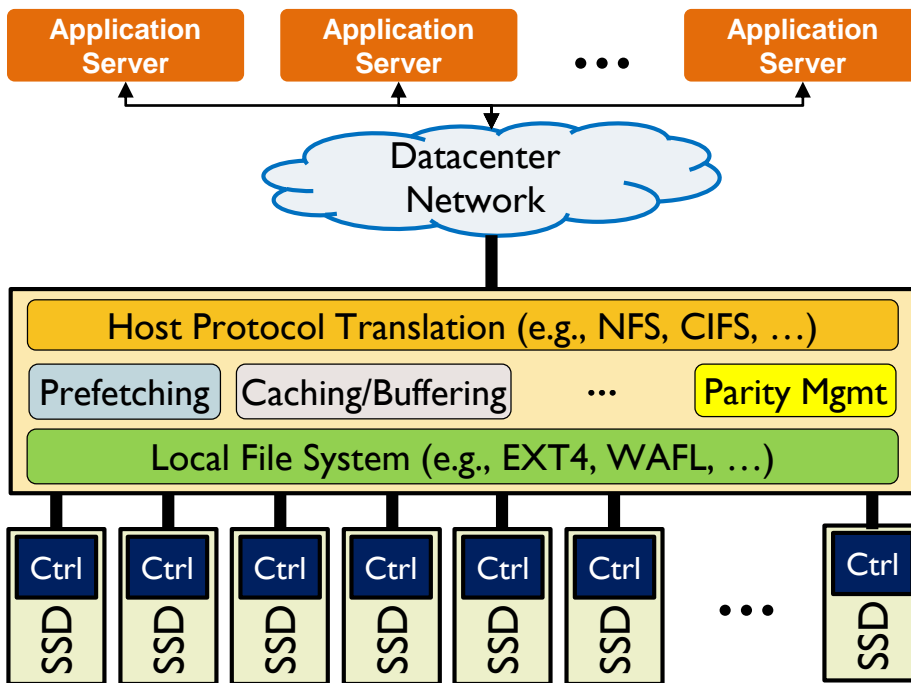 Application
Server
Application
Server
...
Application
Server
Datacenter
Network
Host Protocol Translation (e.g., NFS, CIFS, …)
Prefetching
Caching/Buffering
...
Parity Mgmt
Local File System (e.g., EXT4, WAFL, …)
Ctrl
Ctrl
Ctrl
Ctrl
Ctrl
Ctrl
Ctrl
SSD
SSD
SSD
SSD
SSD
SSD
...
SSD